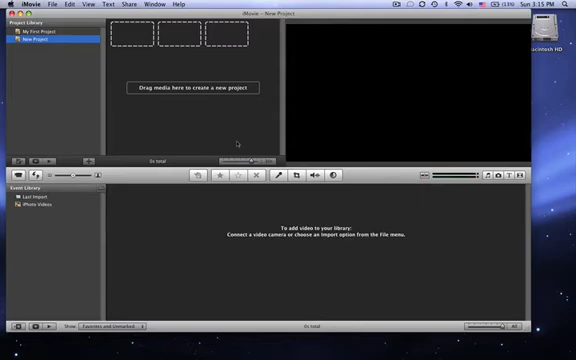 iMovie File Edit View Text Share Window Help
Sun 3:15 PM
iMovie – New Project
Project Library
My First Project
New Project
Macintosh HD
Drag media here to create a new project
0s total
Event Library
Last Import
iPhoto Videos
To add video to your library:
Connect a video camera or choose an Import option from the File menu.
Show: Favorites and Unmarked
0s total
All